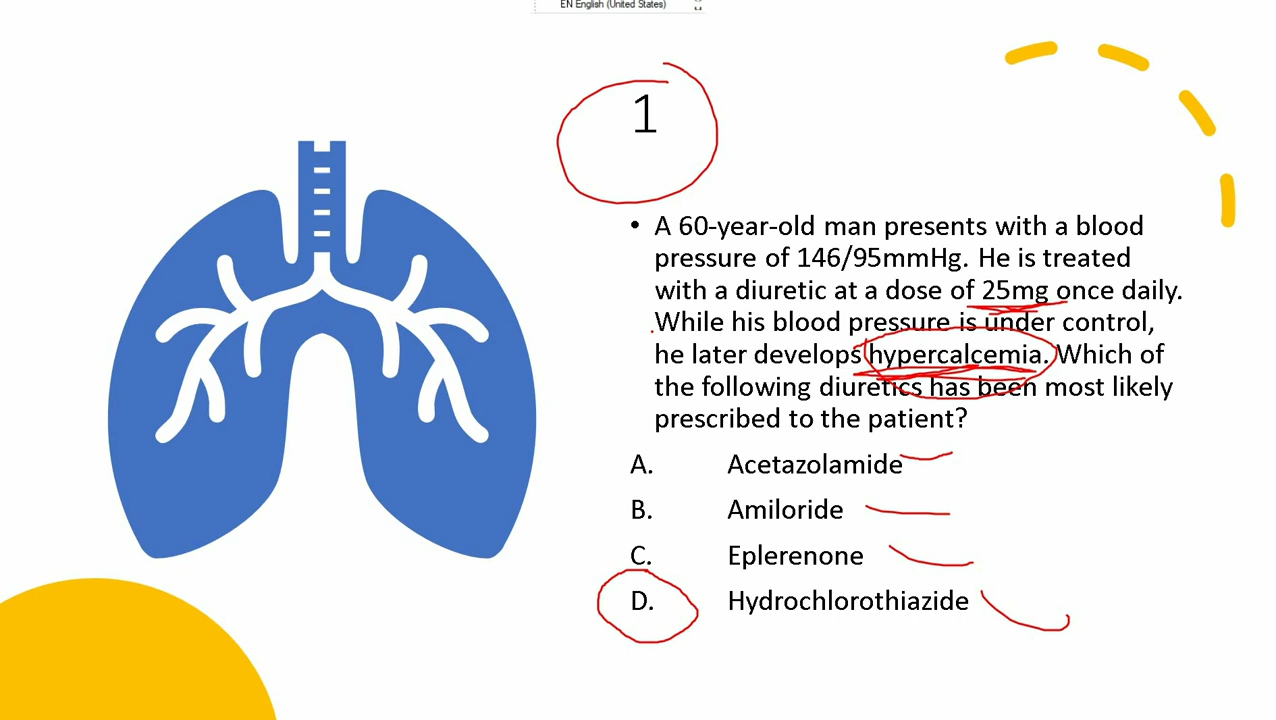 EN English (United States)
1
• A 60-year-old man presents with a blood
pressure of 146/95mmHg. He is treated
with a diuretic at a dose of 25mg once daily.
While his blood pressure is under control,
he later develops hypercalcemia. Which of
the following diuretics has been most likely
prescribed to the patient?
A. Acetazolamide
B. Amiloride
C. Eplerenone
D. Hydrochlorothiazide